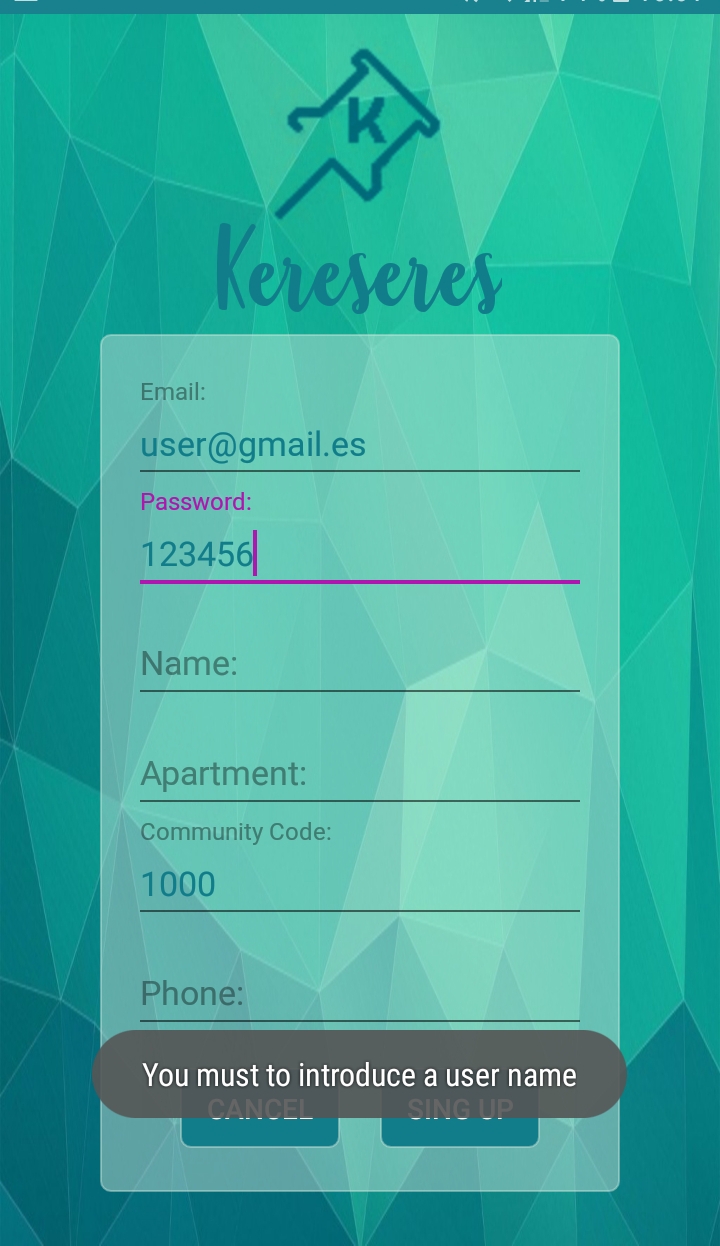 K
Kereseres
Email:
user@gmail.es
Password:
123456
Name:
Apartment:
Community Code:
1000
Phone:
You must to introduce a user name
CANCEL SING UP